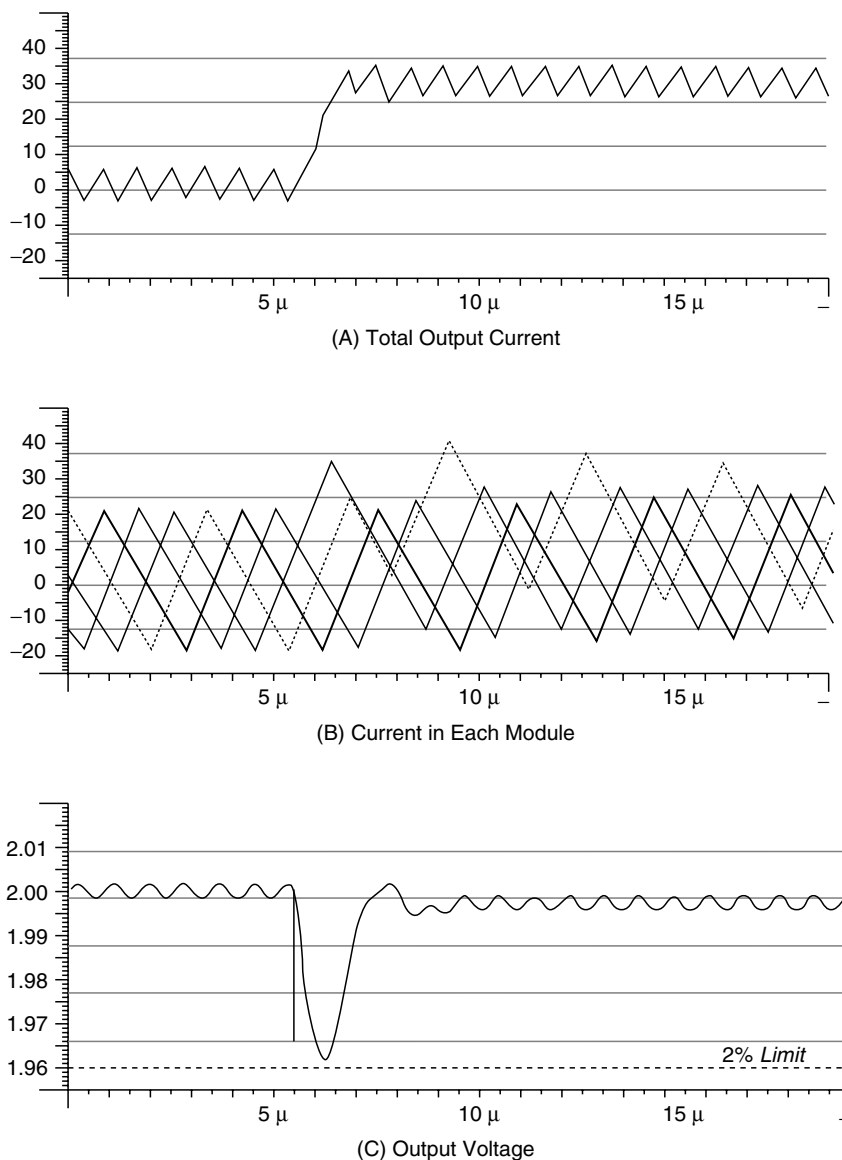 40
30
20
10
0
–10
–20
5 μ 10 μ 15 μ –
(A) Total Output Current
40
30
20
10
0
–10
–20
5 μ 10 μ 15 μ –
(B) Current in Each Module
2.01
2.00
1.99
1.98
1.97
2% Limit
1.96
5 μ 10 μ 15 μ
(C) Output Voltage